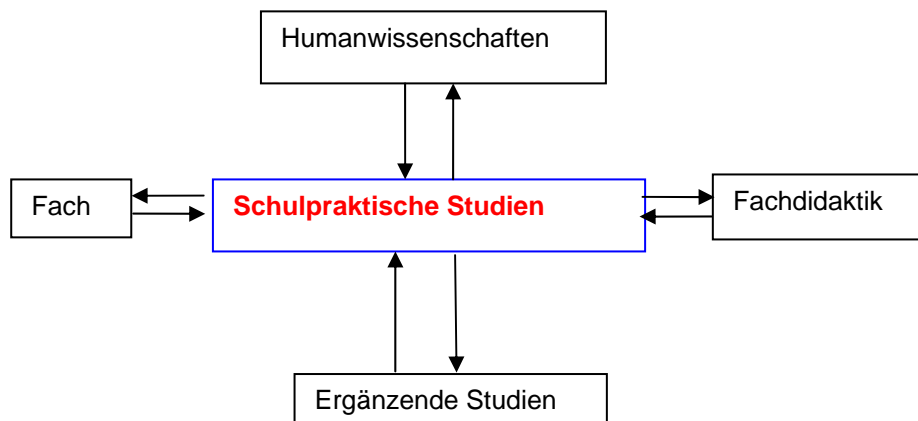 Humanwissenschaften
Fach
Schulpraktische Studien
Fachdidaktik
Ergänzende Studien